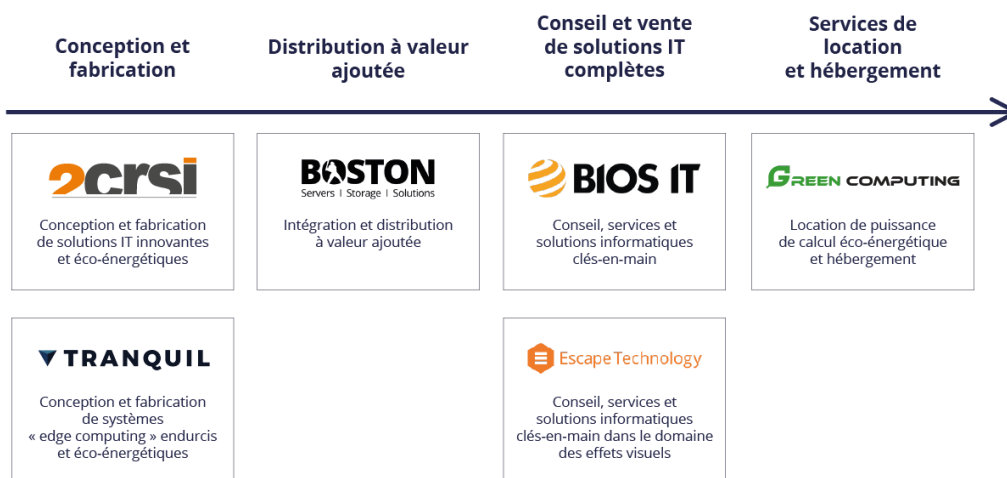 Conception et
fabrication
Distribution à valeur
ajoutée
Conseil et vente
de solutions IT
complètes
Services de
location
et hébergement
2crsi
Conception et fabrication
de solutions IT innovantes
et éco-énergétiques
BOSTON
Servers | Storage | Solutions
Intégration et distribution
à valeur ajoutée
BIOS IT
Conseil, services et
solutions informatiques
clés-en-main
GREEN COMPUTING
Location de puissance
de calcul éco-énergétique
et hébergement
TRANQUIL
Conception et fabrication
de systèmes
« edge computing » endurcis
et éco-énergétiques
Escape Technology
Conseil, services et
solutions informatiques
clés-en-main dans le domaine
des effets visuels